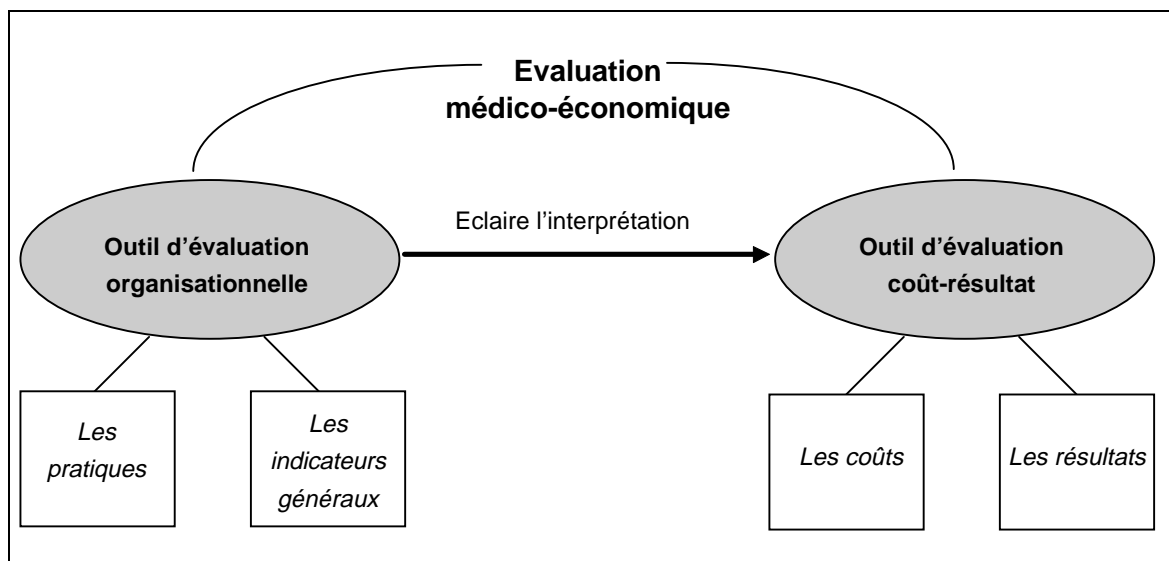 Evaluation
médico-économique
Eclaire l’interprétation
Outil d’évaluation
organisationnelle
Outil d’évaluation
coût-résultat
Les
pratiques
Les
indicateurs
généraux
Les coûts
Les résultats